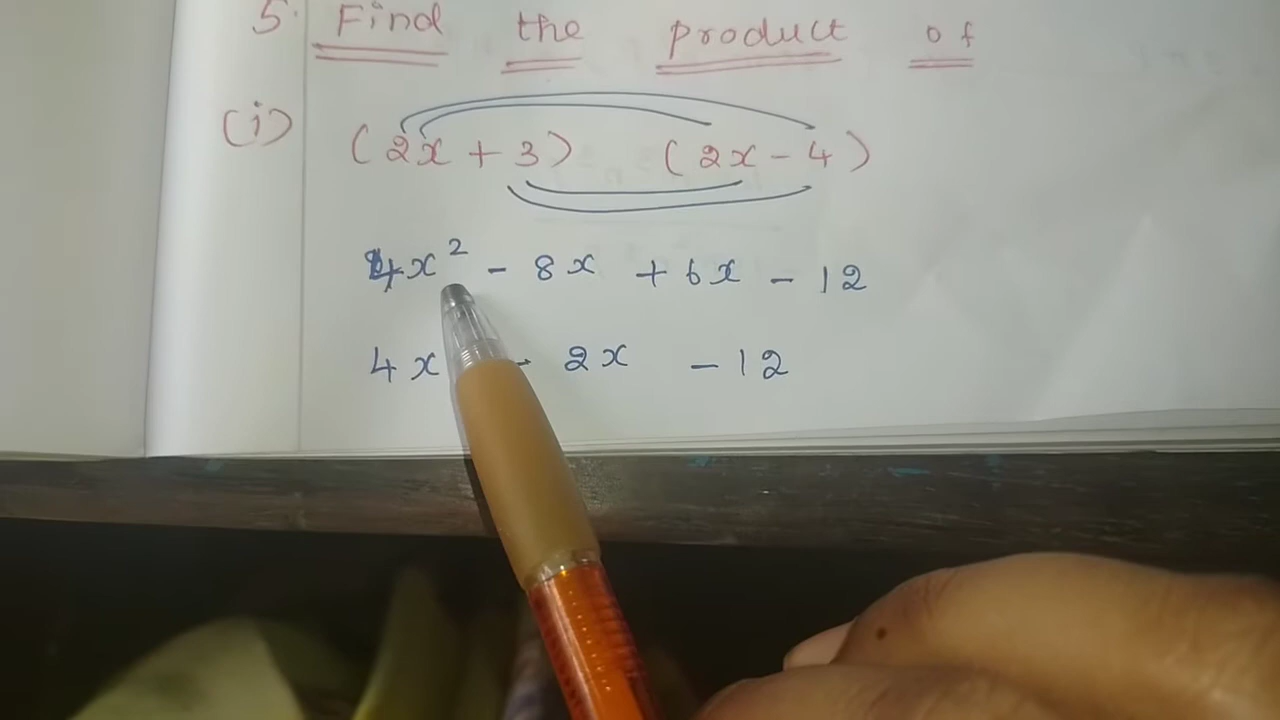 5. Find the product of
(i) (2x + 3) (2x - 4)
4x² - 8x + 6x - 12
4x - 2x - 12